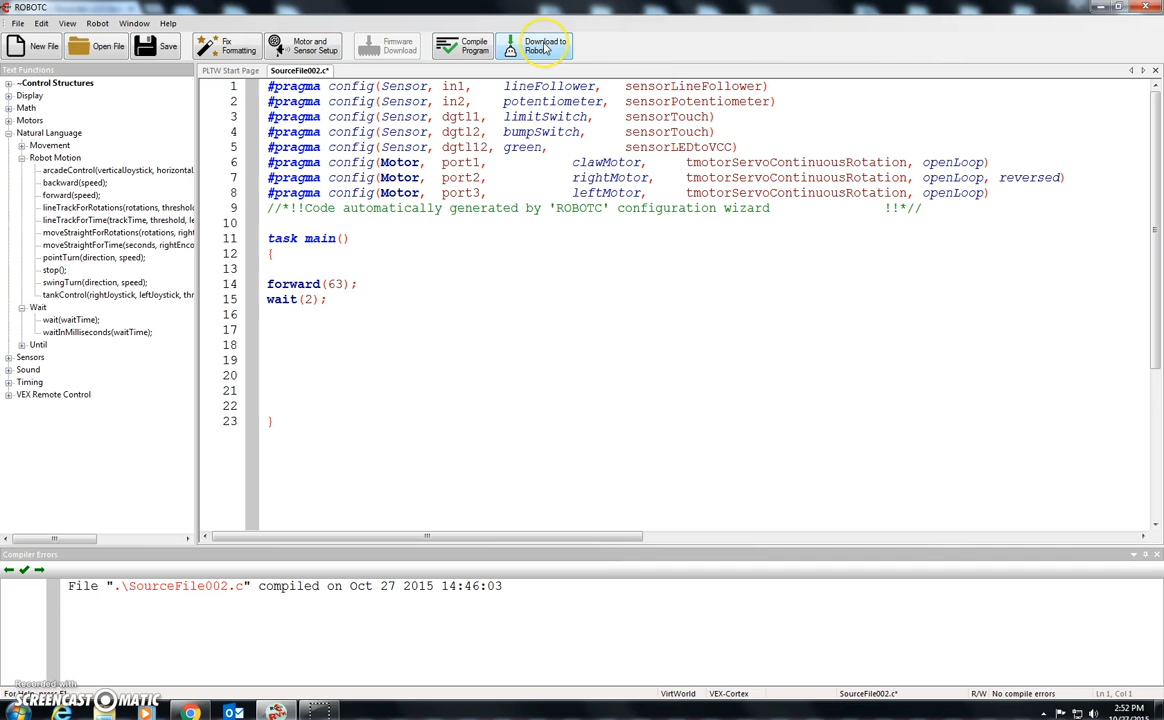 ROBOTC
File Edit View Robot Window Help
New File Open File Save Fix Formatting Motor and Sensor Setup Firmware Download Compile Program Download to Robot
Text Functions
PLTW Start Page SourceFile002.c*
~Control Structures
Display
Math
Motors
Natural Language
Movement
Robot Motion
arcadeControl(verticalJoystick, horizontal.
backward(speed);
forward(speed);
lineTrackForRotations(rotations, threshold
lineTrackForTime(trackTime, threshold, le
moveStraightForRotations(rotations, right
moveStraightForTime(seconds, rightEncod
pointTurn(direction, speed);
stop();
swingTurn(direction, speed);
tankControl(rightJoystick, leftJoystick, thr
Wait
wait(waitTime);
waitInMilliseconds(waitTime);
Until
Sensors
Sound
Timing
VEX Remote Control
1 #pragma config(Sensor, in1, lineFollower, sensorLineFollower)
2 #pragma config(Sensor, in2, potentiometer, sensorPotentiometer)
3 #pragma config(Sensor, dgtl1, limitSwitch, sensorTouch)
4 #pragma config(Sensor, dgtl2, bumpSwitch, sensorTouch)
5 #pragma config(Sensor, dgtl12, green, sensorLEDtoVCC)
6 #pragma config(Motor, port1, clawMotor, tmotorServoContinuousRotation, openLoop)
7 #pragma config(Motor, port2, rightMotor, tmotorServoContinuousRotation, openLoop, reversed)
8 #pragma config(Motor, port3, leftMotor, tmotorServoContinuousRotation, openLoop)
9 //*!!Code automatically generated by 'ROBOTC' configuration wizard !!*//
10
11 task main()
12 {
13
14 forward(63);
15 wait(2);
16
17
18
19
20
21
22
23 }
Compiler Errors
File ".\SourceFile002.c" compiled on Oct 27 2015 14:46:03
For Help, press F1
Recorded with
SCREENCAST-O-MATIC
VirtWorld VEX-Cortex SourceFile002.c* R/W No compile errors Ln 1, Col 1
2:52 PM
10/27/2015